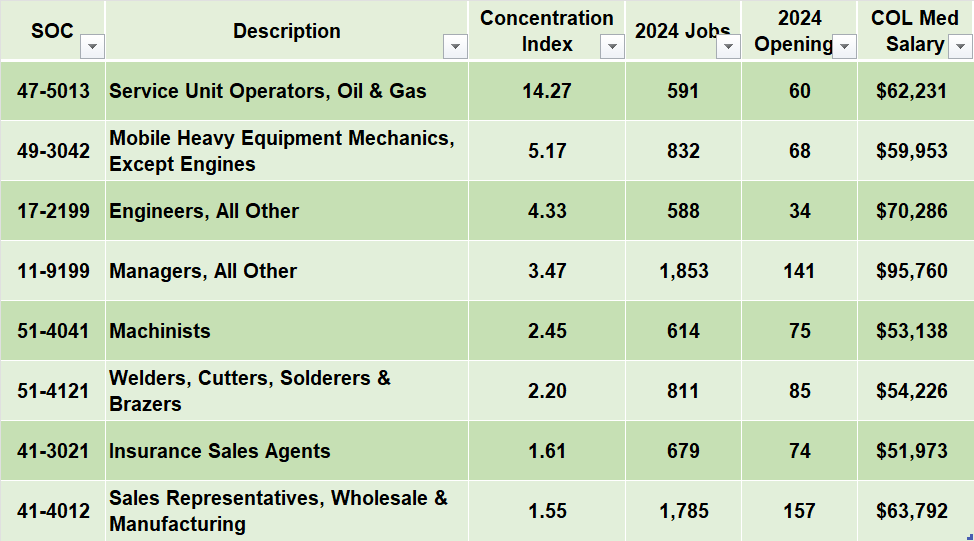 SOC Description Concentration Index 2024 Jobs 2024 Opening COL Med Salary
47-5013 Service Unit Operators, Oil & Gas 14.27 591 60 $62,231
49-3042 Mobile Heavy Equipment Mechanics, Except Engines 5.17 832 68 $59,953
17-2199 Engineers, All Other 4.33 588 34 $70,286
11-9199 Managers, All Other 3.47 1,853 141 $95,760
51-4041 Machinists 2.45 614 75 $53,138
51-4121 Welders, Cutters, Solderers & Brazers 2.20 811 85 $54,226
41-3021 Insurance Sales Agents 1.61 679 74 $51,973
41-4012 Sales Representatives, Wholesale & Manufacturing 1.55 1,785 157 $63,792